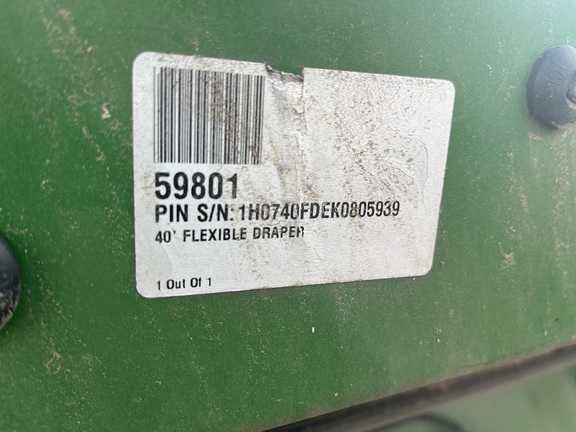 59801
PIN S/N: 1H0740FDEK0805939
40' FLEXIBLE DRAPER
1 Out Of 1